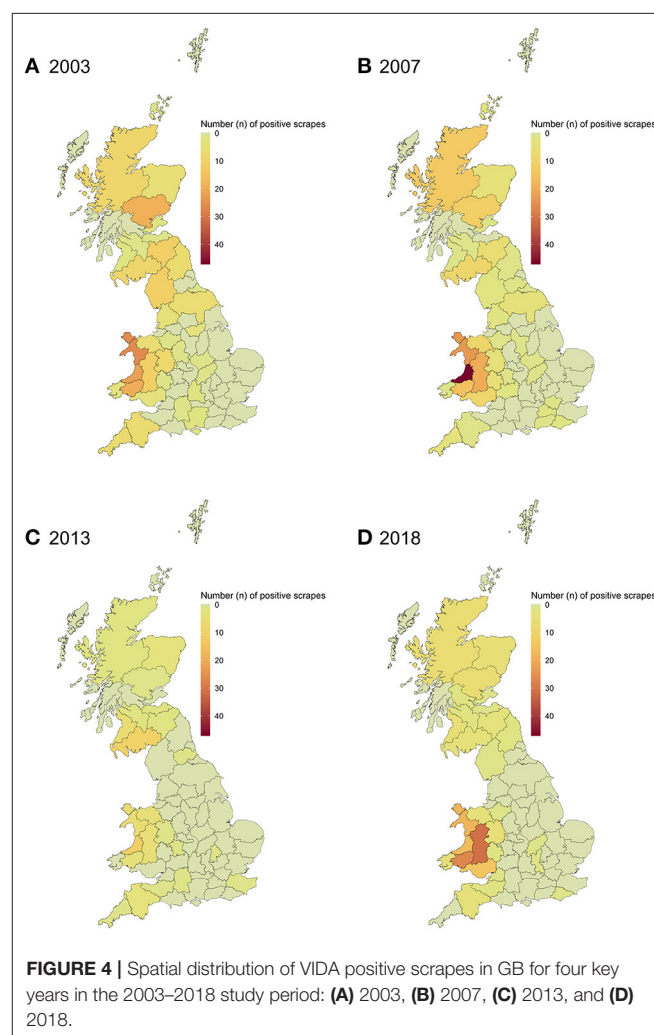 A 2003
B 2007
Number (n) of positive scrapes
0
10
20
30
40
Number (n) of positive scrapes
0
10
20
30
40
C 2013
D 2018
Number (n) of positive scrapes
0
10
20
30
40
Number (n) of positive scrapes
0
10
20
30
40
FIGURE 4 | Spatial distribution of VIDA positive scrapes in GB for four key
years in the 2003–2018 study period: (A) 2003, (B) 2007, (C) 2013, and (D)
2018.